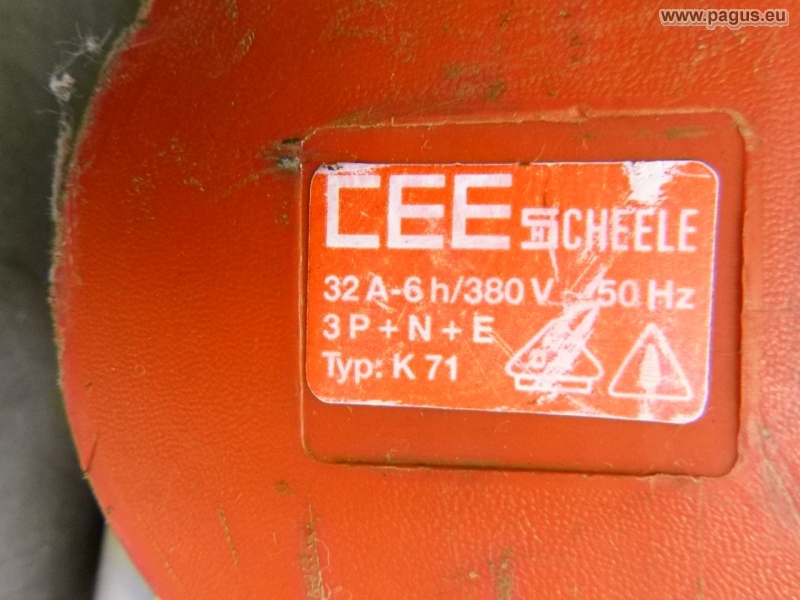 www.pagus.eu
CEE SCHEELE
32 A-6 h/380 V 50 Hz
3 P + N + E
Typ: K 71